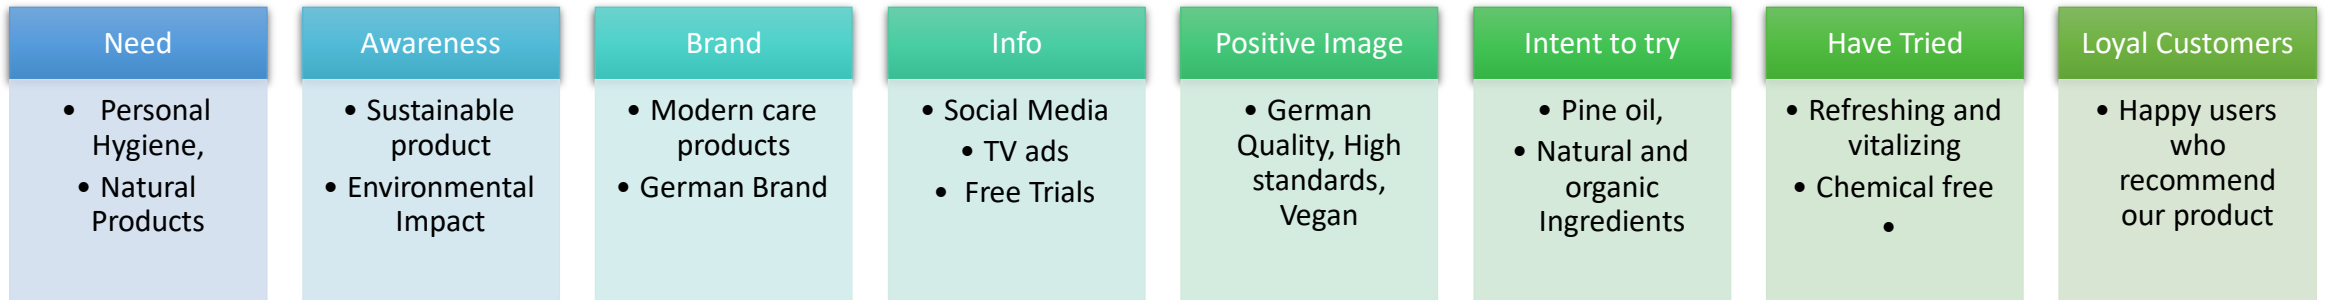 Need
• Personal
Hygiene,
• Natural
Products
Awareness
• Sustainable
product
• Environmental
Impact
Brand
• Modern care
products
• German Brand
Info
• Social Media
• TV ads
• Free Trials
Positive Image
• German
Quality, High
standards,
Vegan
Intent to try
• Pine oil,
• Natural and
organic
Ingredients
Have Tried
• Refreshing and
vitalizing
• Chemical free
•
Loyal Customers
• Happy users
who
recommend
our product